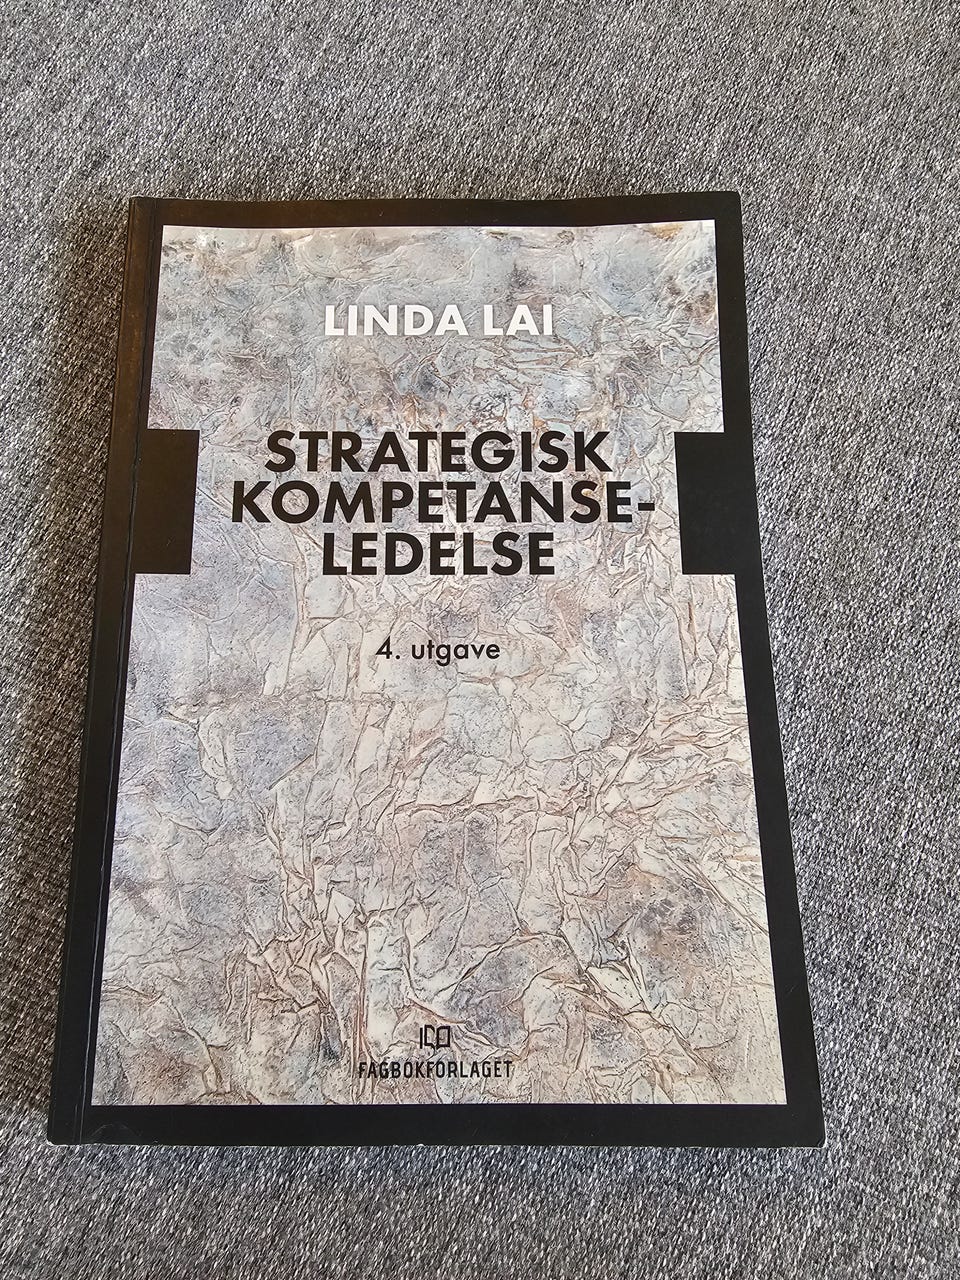 LINDA LAI
STRATEGISK
KOMPETANSE-
LEDELSE
4. utgave
FAGBOKFORLAGET